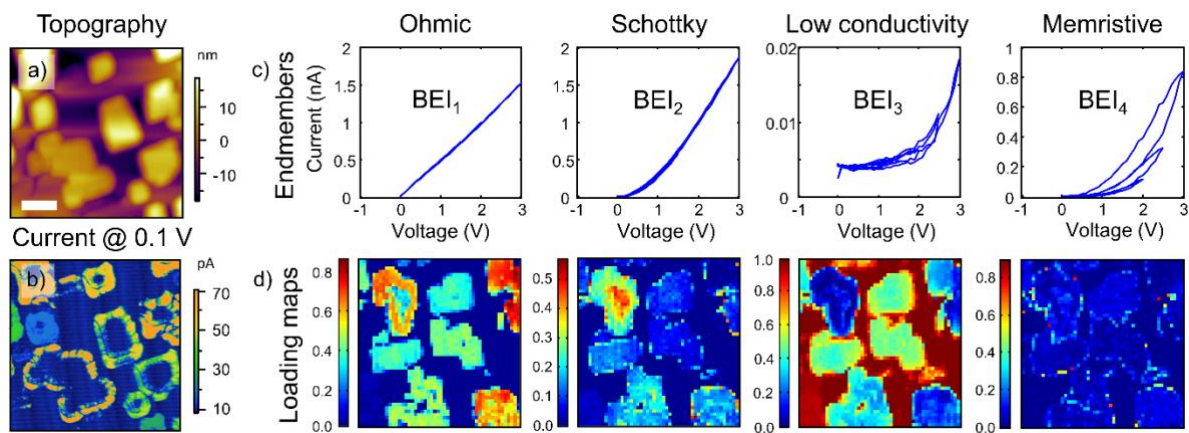 Topography
Ohmic
Schottky
Low conductivity
Memristive
a)
nm
10
0
-10
Current @ 0.1 V
b)
pA
70
50
30
10
c)
Endmembers
Current (nA)
2
1.5
1
0.5
0
BEI1
-1 0 1 2 3
Voltage (V)
2
1.5
1
0.5
0
BEI2
-1 0 1 2 3
Voltage (V)
0.02
0.01
0
BEI3
-1 0 1 2 3
Voltage (V)
1
0.8
0.6
0.4
0.2
0
BEI4
-1 0 1 2 3
Voltage (V)
d)
Loading maps
0.8
0.6
0.4
0.2
0.0
0.5
0.4
0.3
0.2
0.1
0.0
1.0
0.8
0.6
0.4
0.2
0.0
0.8
0.6
0.4
0.2
0.0